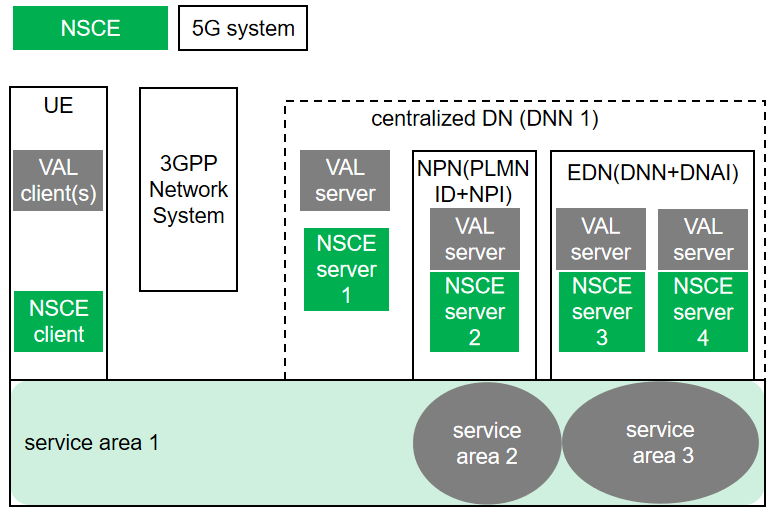 NSCE
5G system
UE
VAL
client(s)
NSCE
client
3GPP
Network
System
centralized DN (DNN 1)
VAL
server
NSCE
server
1
NPN(PLMN
ID+NPI)
VAL
server
NSCE
server
2
EDN(DNN+DNAI)
VAL
server
NSCE
server
3
VAL
server
NSCE
server
4
service area 1
service
area 2
service
area 3